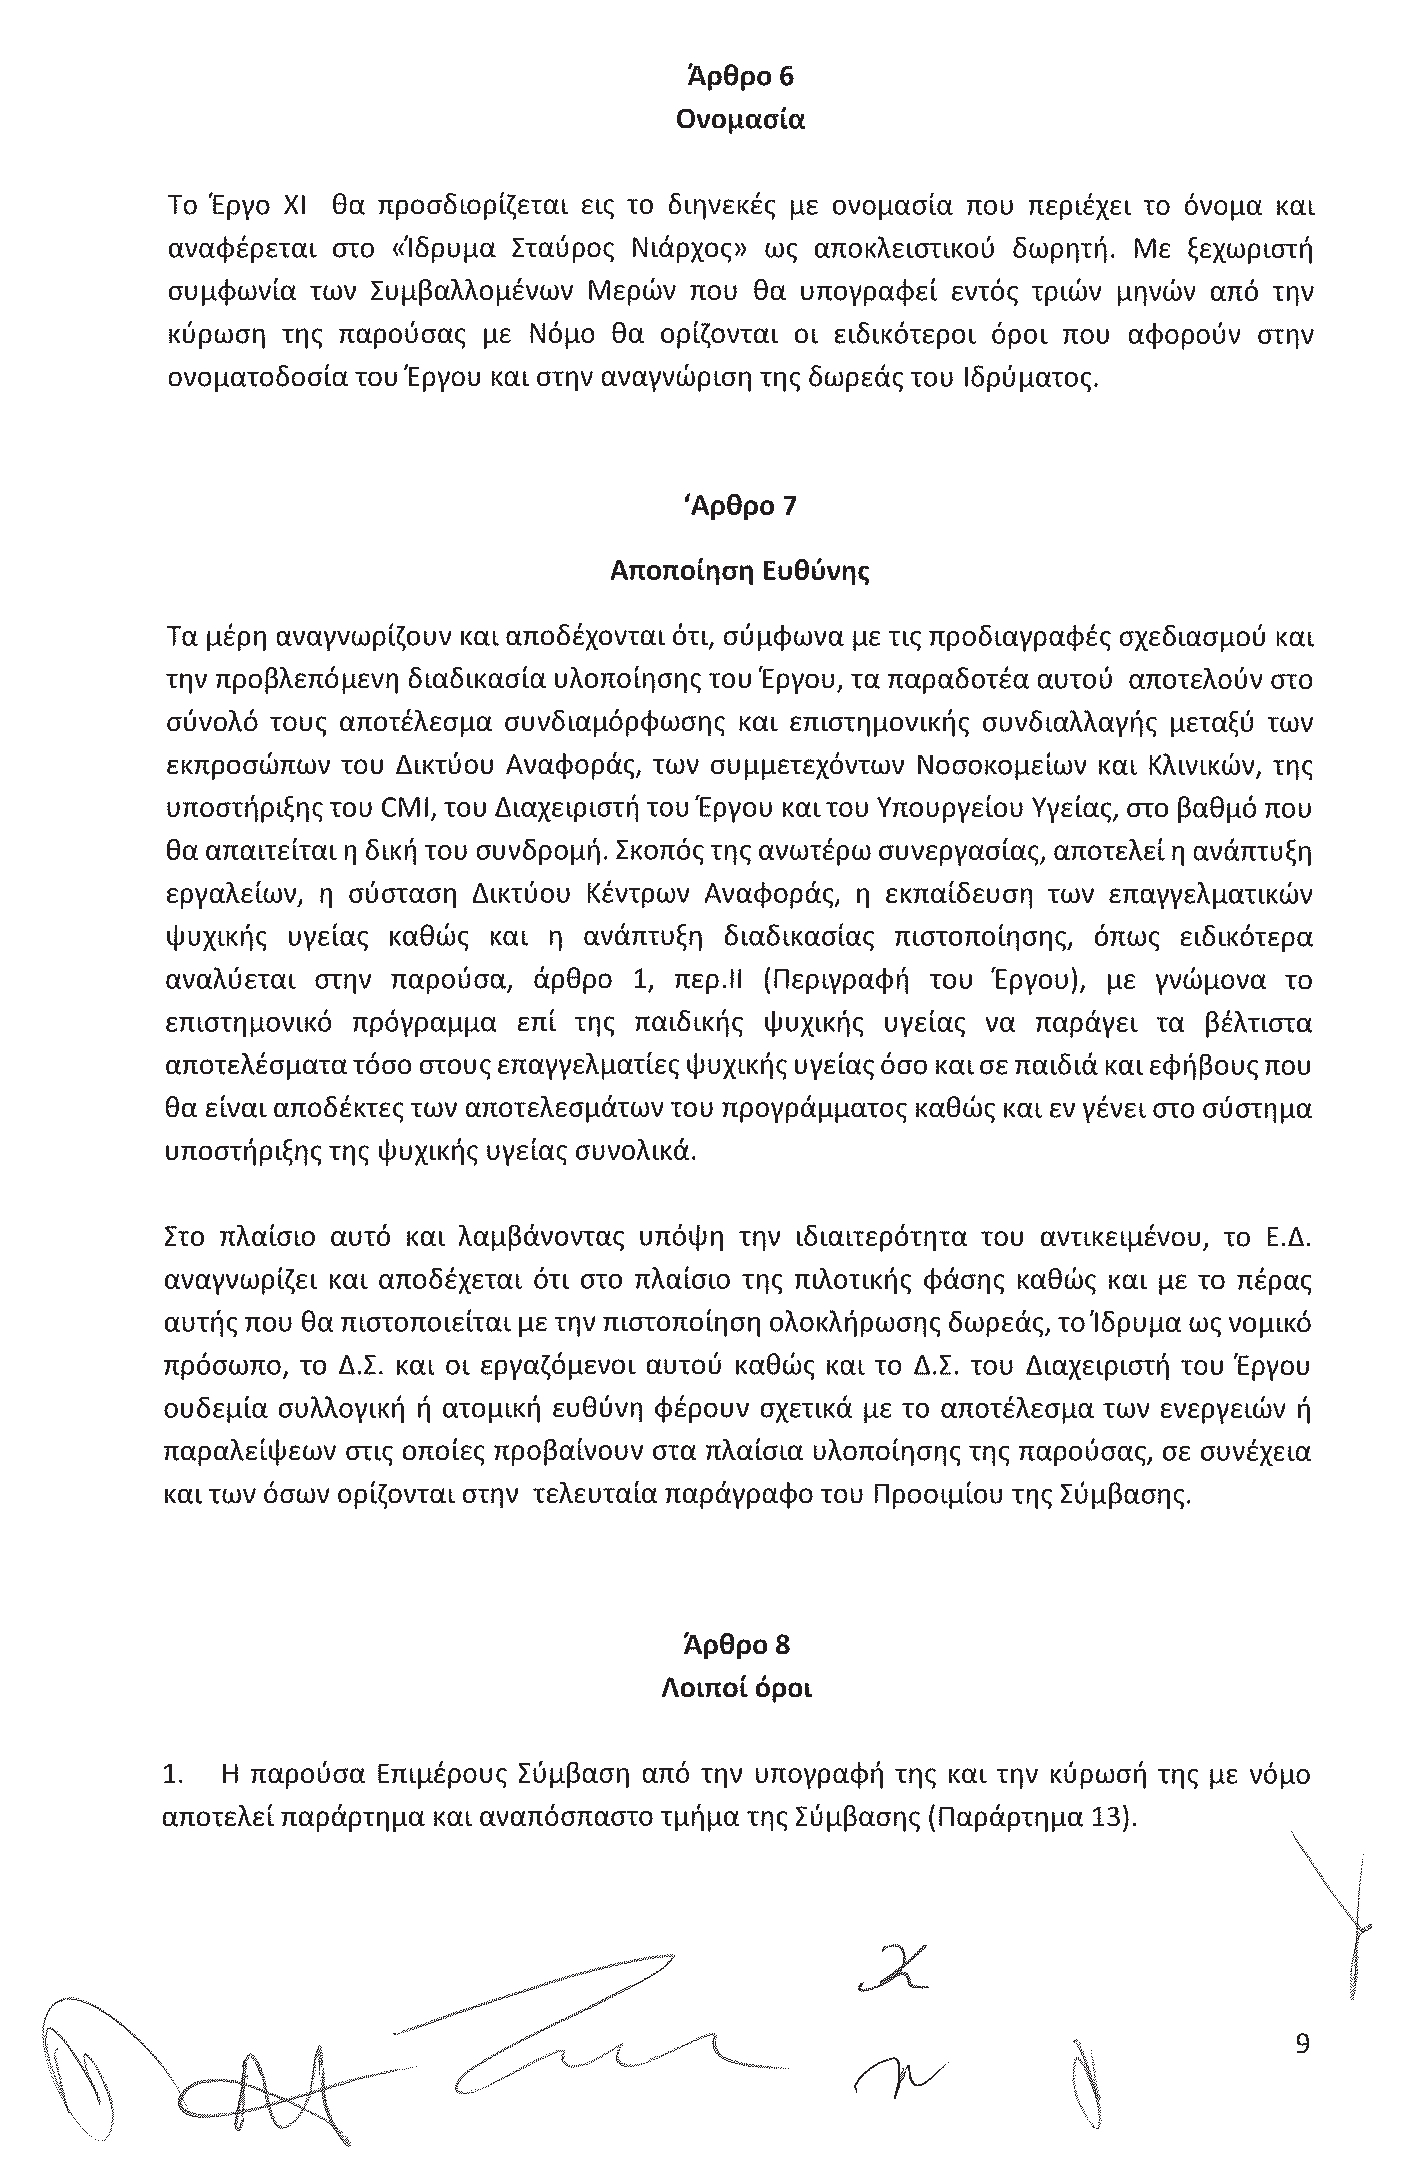 Άρθρο 6
Ονομασία
Το Έργο XI θα προσδιορίζεται εις το διηνεκές με ονομασία που περιέχει το όνομα και
αναφέρεται στο «Ίδρυμα Σταύρος Νιάρχος» ως αποκλειστικού δωρητή. Με ξεχωριστή
συμφωνία των Συμβαλλομένων Μερών που θα υπογραφεί εντός τριών μηνών από την
κύρωση της παρούσας με Νόμο θα ορίζονται οι ειδικότεροι όροι που αφορούν στην
ονοματοδοσία του Έργου και στην αναγνώριση της δωρεάς του Ιδρύματος.
‘Αρθρο 7
Αποποίηση Ευθύνης
Τα μέρη αναγνωρίζουν και αποδέχονται ότι, σύμφωνα με τις προδιαγραφές σχεδιασμού και
την προβλεπόμενη διαδικασία υλοποίησης του Έργου, τα παραδοτέα αυτού αποτελούν στο
σύνολό τους αποτέλεσμα συνδιαμόρφωσης και επιστημονικής συνδιαλλαγής μεταξύ των
εκπροσώπων του Δικτύου Αναφοράς, των συμμετεχόντων Νοσοκομείων και Κλινικών, της
υποστήριξης του CMI, του Διαχειριστή του Έργου και του Υπουργείου Υγείας, στο βαθμό που
θα απαιτείται η δική του συνδρομή. Σκοπός της ανωτέρω συνεργασίας, αποτελεί η ανάπτυξη
εργαλείων, η σύσταση Δικτύου Κέντρων Αναφοράς, η εκπαίδευση των επαγγελματικών
ψυχικής υγείας καθώς και η ανάπτυξη διαδικασίας πιστοποίησης, όπως ειδικότερα
αναλύεται στην παρούσα, άρθρο 1, περ.II (Περιγραφή του Έργου), με γνώμονα το
επιστημονικό πρόγραμμα επί της παιδικής ψυχικής υγείας να παράγει τα βέλτιστα
αποτελέσματα τόσο στους επαγγελματίες ψυχικής υγείας όσο και σε παιδιά και εφήβους που
θα είναι αποδέκτες των αποτελεσμάτων του προγράμματος καθώς και εν γένει στο σύστημα
υποστήριξης της ψυχικής υγείας συνολικά.
Στο πλαίσιο αυτό και λαμβάνοντας υπόψη την ιδιαιτερότητα του αντικειμένου, το Ε.Δ.
αναγνωρίζει και αποδέχεται ότι στο πλαίσιο της πιλοτικής φάσης καθώς και με το πέρας
αυτής που θα πιστοποιείται με την πιστοποίηση ολοκλήρωσης δωρεάς, το Ίδρυμα ως νομικό
πρόσωπο, το Δ.Σ. και οι εργαζόμενοι αυτού καθώς και το Δ.Σ. του Διαχειριστή του Έργου
ουδεμία συλλογική ή ατομική ευθύνη φέρουν σχετικά με το αποτέλεσμα των ενεργειών ή
παραλείψεων στις οποίες προβαίνουν στα πλαίσια υλοποίησης της παρούσας, σε συνέχεια
και των όσων ορίζονται στην τελευταία παράγραφο του Προοιμίου της Σύμβασης.
Άρθρο 8
Λοιποί όροι
1. Η παρούσα Επιμέρους Σύμβαση από την υπογραφή της και την κύρωσή της με νόμο
αποτελεί παράρτημα και αναπόσπαστο τμήμα της Σύμβασης (Παράρτημα 13).
9